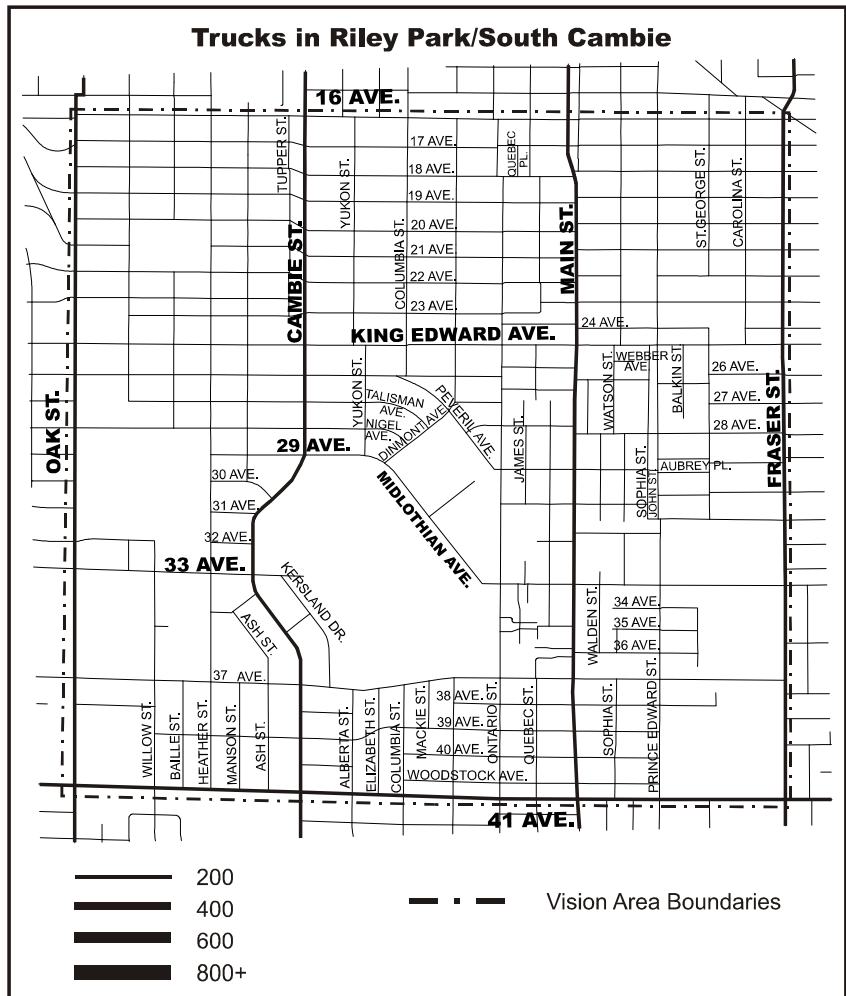 Trucks in Riley Park/South Cambie
16 AVE.
TUPPER ST.
17 AVE.
QUEBEC
PL.
YUKON ST.
18 AVE.
ST.GEORGE ST.
CAROLINA ST.
19 AVE.
COLUMBIA ST.
20 AVE.
MAIN ST.
CAMBIE ST.
21 AVE.
22 AVE.
23 AVE.
24 AVE.
KING EDWARD AVE.
WEBBER
AVE.
BALKIN ST.
26 AVE.
WATSON ST.
YUKON ST.
TALISMAN
AVE.
PEVERIL AVE.
27 AVE.
NIGEL
AVE.
DINMONT AVE.
28 AVE.
OAK ST.
FRASER ST.
29 AVE.
JAMES ST.
SOPHIA ST.
JOHN ST.
AUBREY PL.
30 AVE.
MIDLOTHIAN AVE.
31 AVE.
32 AVE.
33 AVE.
KERSLAND DR.
ASH ST.
WALDEN ST.
34 AVE.
35 AVE.
36 AVE.
37 AVE.
38 AVE.
39 AVE.
40 AVE.
WILLOW ST.
BAILLE ST.
HEATHER ST.
MANSON ST.
ASH ST.
ALBERTA ST.
ELIZABETH ST.
COLUMBIA ST.
MACKIE ST.
ONTARIO ST.
QUEBEC ST.
SOPHIA ST.
PRINCE EDWARD ST.
WOODSTOCK AVE.
41 AVE.
200
400
600
800+
Vision Area Boundaries